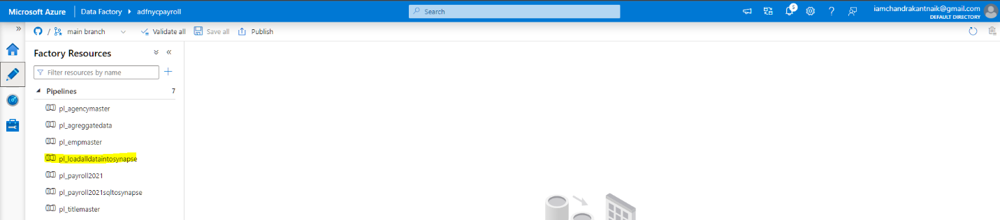 Microsoft Azure Data Factory adfnycpayroll Search 5 iamchandrakantnaik@gmail.com
DEFAULT DIRECTORY
/ main branch Validate all Save all Publish
Factory Resources
Filter resources by name
Pipelines 7
pl_agencymaster
pl_agreggatedata
pl_empmaster
pl_loadalldataintosynapse
pl_payroll2021
pl_payroll2021sqltosynapse
pl_titlemaster